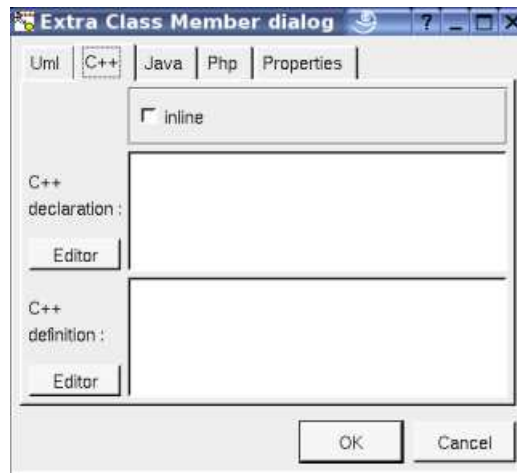 Extra Class Member dialog ? _ X
Uml C++ Java Php Properties
inline
C++
declaration :
Editor
C++
definition :
Editor
OK Cancel